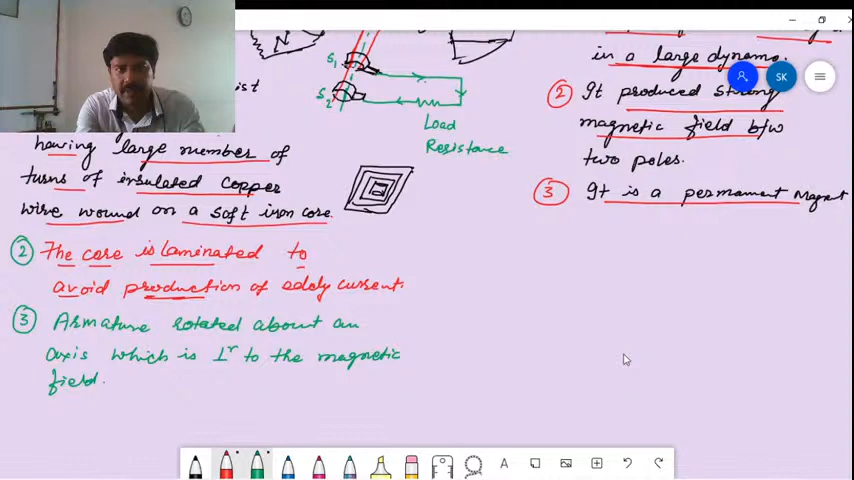 N
S1
S2
Load
Resistance
ist
having large number of
turns of insulated copper
wire wound on a soft iron core.
② The core is laminated to
avoid production of eddy current.
③ Armature rotated about an
axis which is ⊥r to the magnetic
field.
in a large dynamo.
② It produced strong
magnetic field b/w
two poles.
③ It is a permament Magnet
SK
A